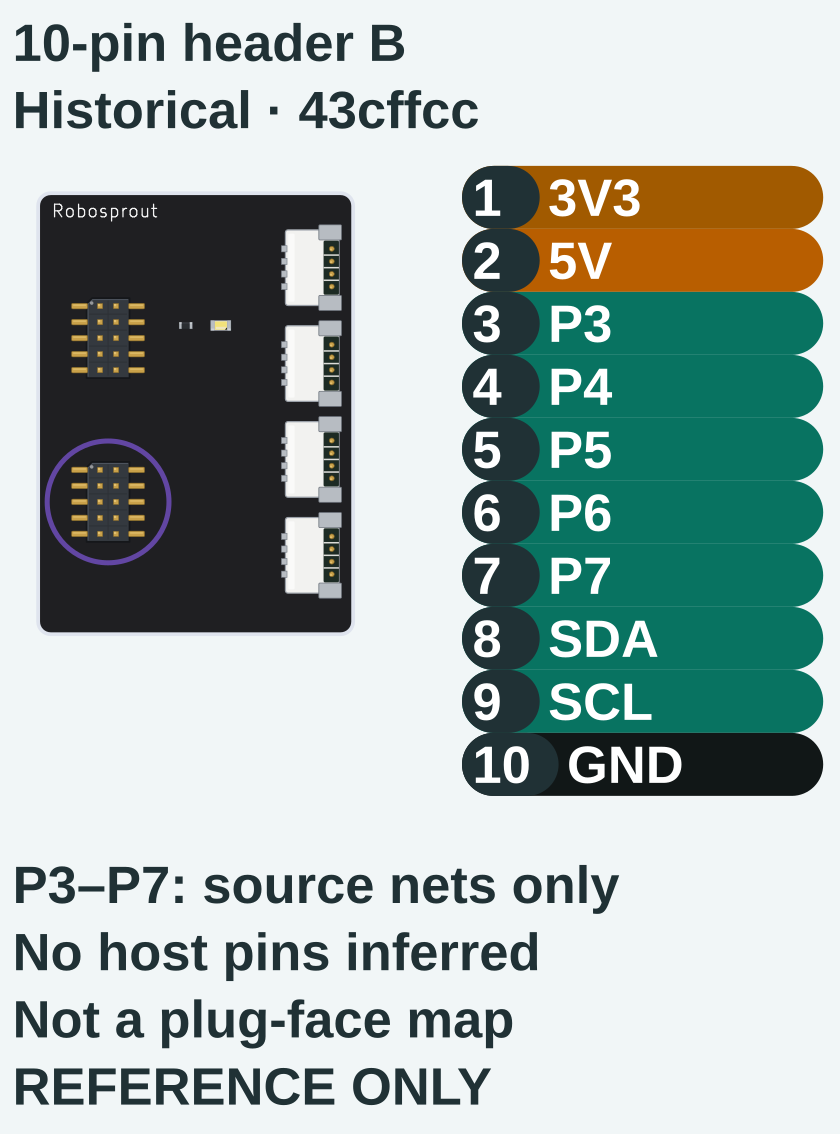 10-pin header B
Historical · 43cffcc
Robosprout
1 3V3
2 5V
3 P3
4 P4
5 P5
6 P6
7 P7
8 SDA
9 SCL
10 GND
P3–P7: source nets only
No host pins inferred
Not a plug-face map
REFERENCE ONLY